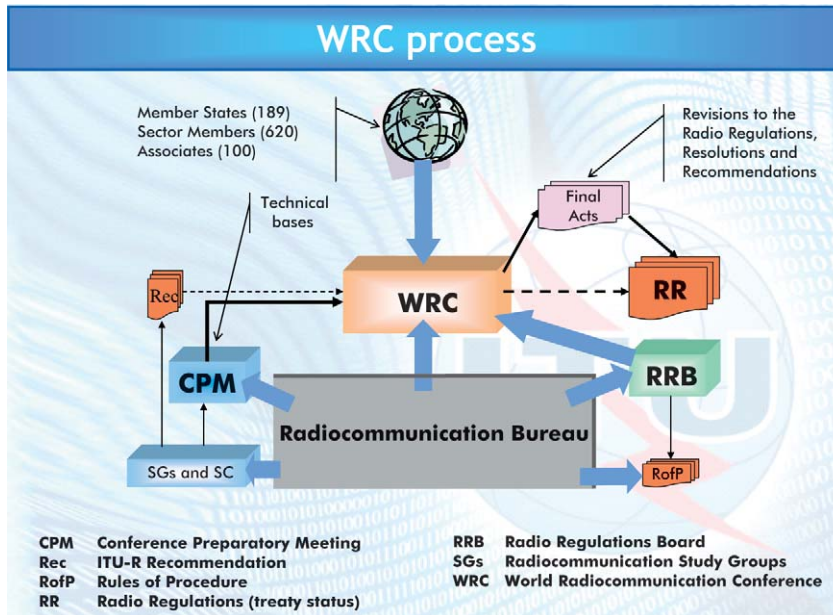 WRC process
Member States (189)
Sector Members (620)
Associates (100)
Revisions to the
Radio Regulations,
Resolutions and
Recommendations
Technical
bases
Final
Acts
Rec
WRC
RR
CPM
RRB
Radiocommunication Bureau
SGs and SC
RofP
CPM Conference Preparatory Meeting
Rec ITU-R Recommendation
RofP Rules of Procedure
RR Radio Regulations (treaty status)
RRB Radio Regulations Board
SGs Radiocommunication Study Groups
WRC World Radiocommunication Conference